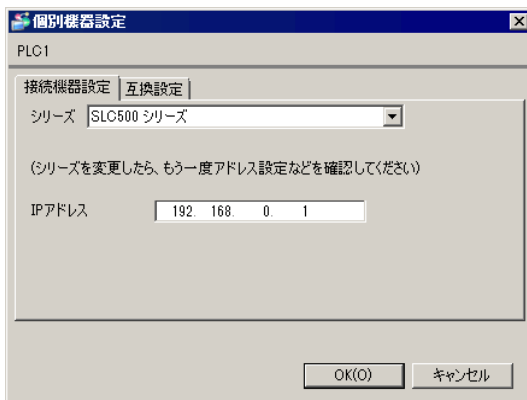 個別機器設定
PLC1
接続機器設定 互換設定
シリーズ SLC500 シリーズ
(シリーズを変更したら、もう一度アドレス設定などを確認してください)
IPアドレス 192. 168. 0. 1
OK(O) キャンセル